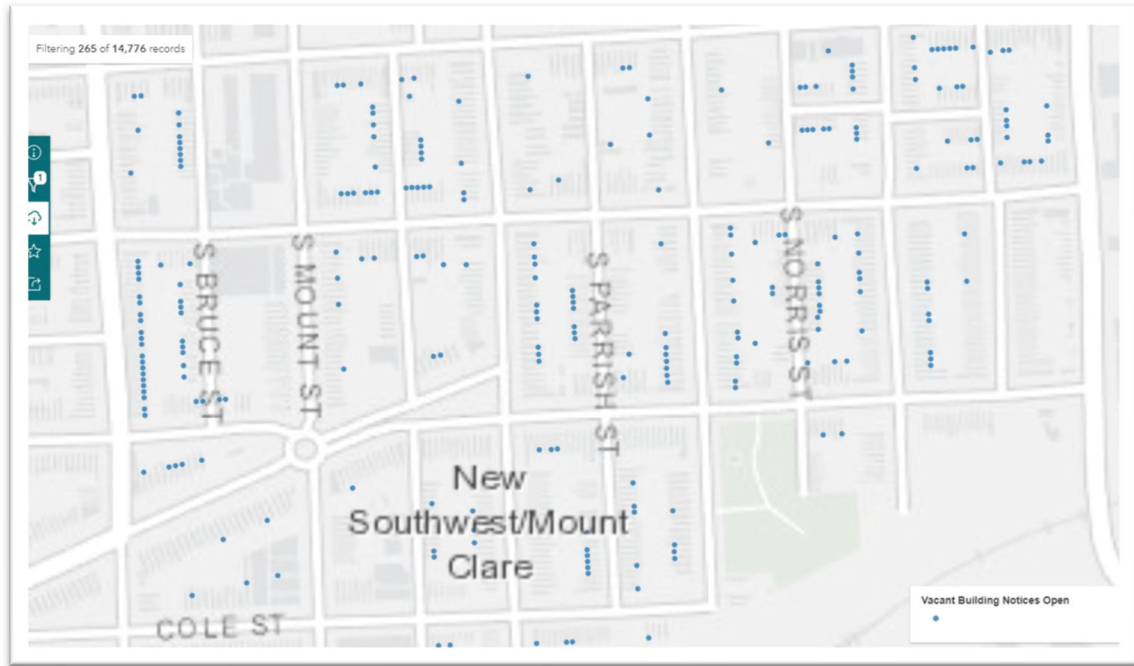 Filtering 265 of 14,776 records
1
S BRUCE ST
S MOUNT ST
S PARRISH ST
S NORRIS ST
New
Southwest/Mount
Clare
COLE ST
Vacant Building Notices Open